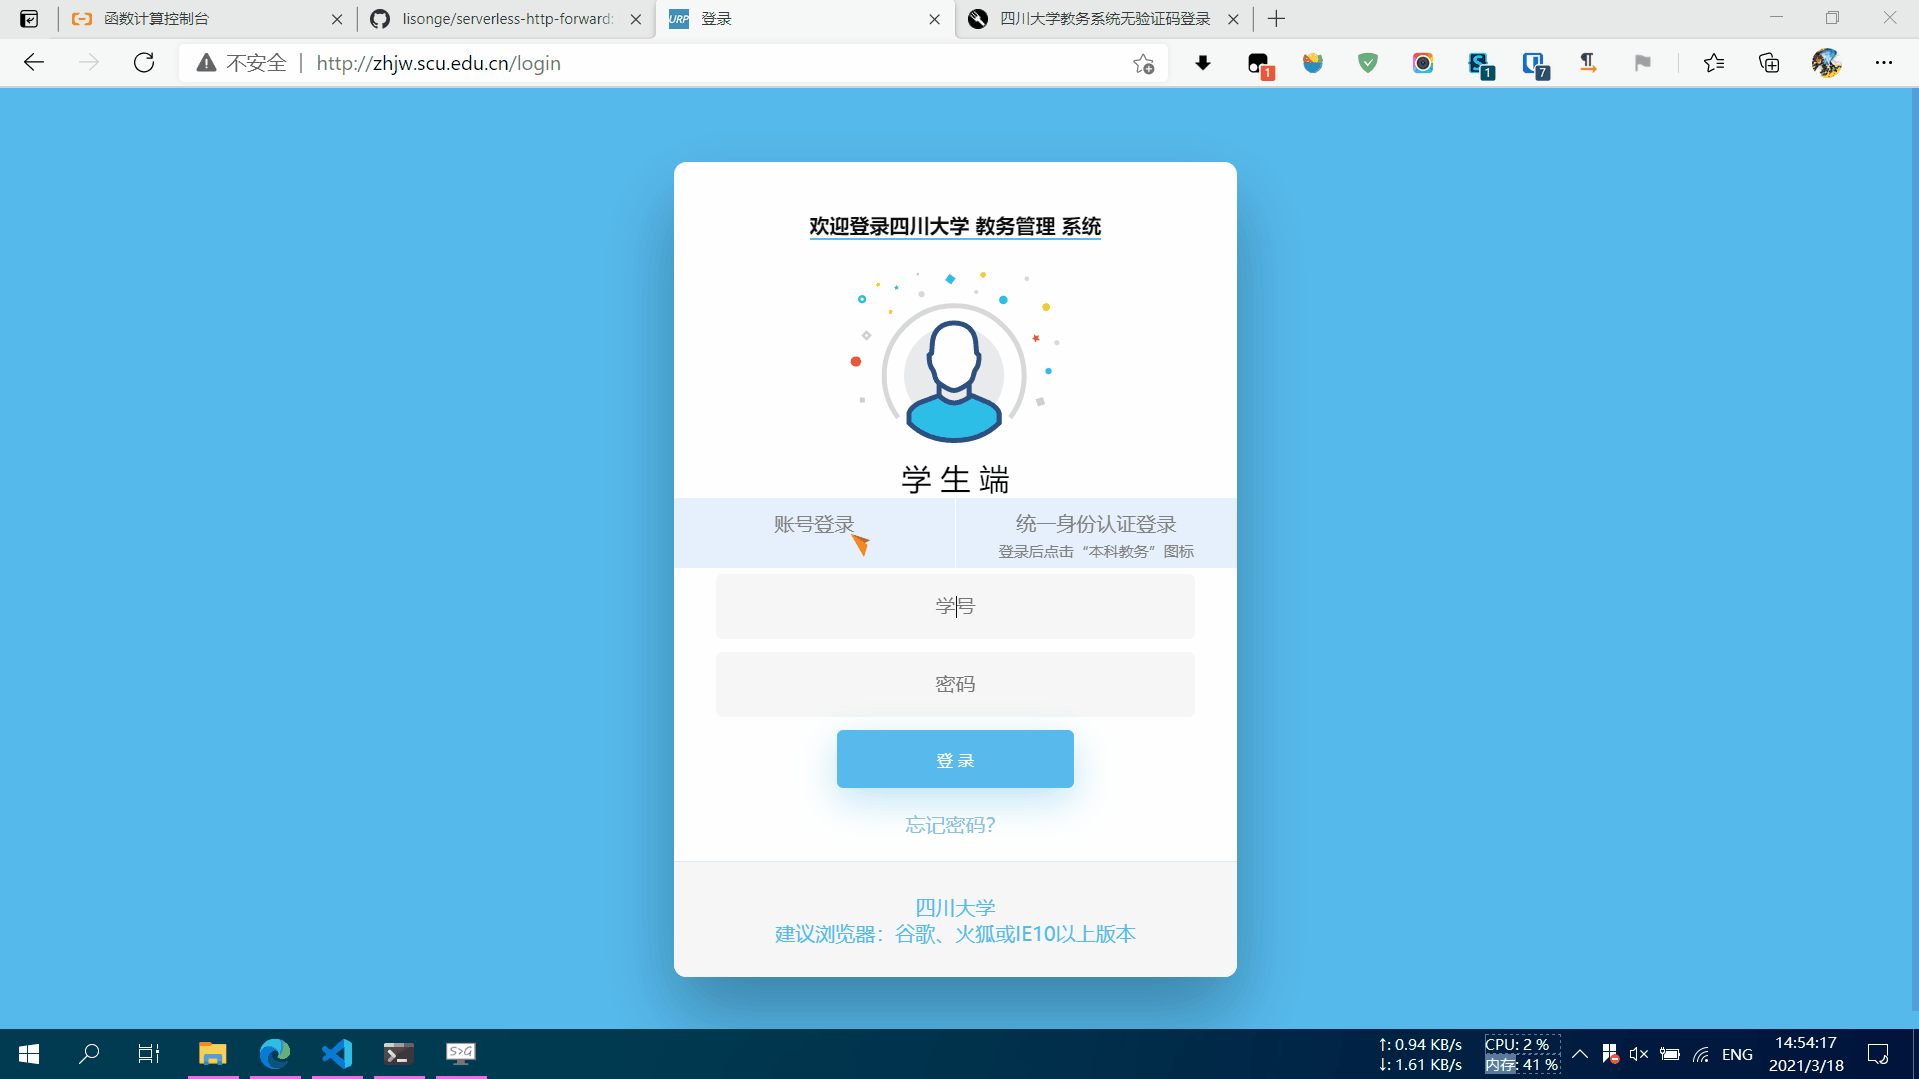 函数计算控制台
lisonge/serverless-http-forward
URP 登录
四川大学教务系统无验证码登录
不安全 | http://zhjw.scu.edu.cn/login
1
1
7
欢迎登录四川大学 教务管理 系统
学 生 端
账号登录
统一身份认证登录
登录后点击“本科教务”图标
学号
密码
登 录
忘记密码?
四川大学
建议浏览器：谷歌、火狐或IE10以上版本
S>G
↑: 0.94 KB/s
↓: 1.61 KB/s
CPU: 2 %
内存: 41 %
ENG
14:54:17
2021/3/18